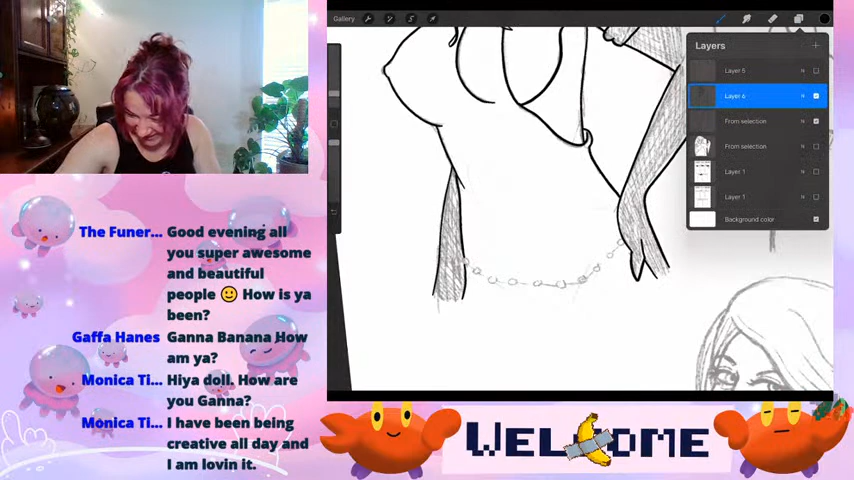 Gallery
Layers
Layer 5
N
Layer 6
N
From selection
N
From selection
N
Layer 1
N
Layer 1
N
Background color
The Funer... Good evening all
you super awesome
and beautiful
people 🙂 How is ya
been?
Gaffa Hanes Ganna Banana How
am ya?
Monica Ti... Hiya doll. How are
you Ganna?
Monica Ti... I have been being
creative all day and
I am lovin it.
WELCOME